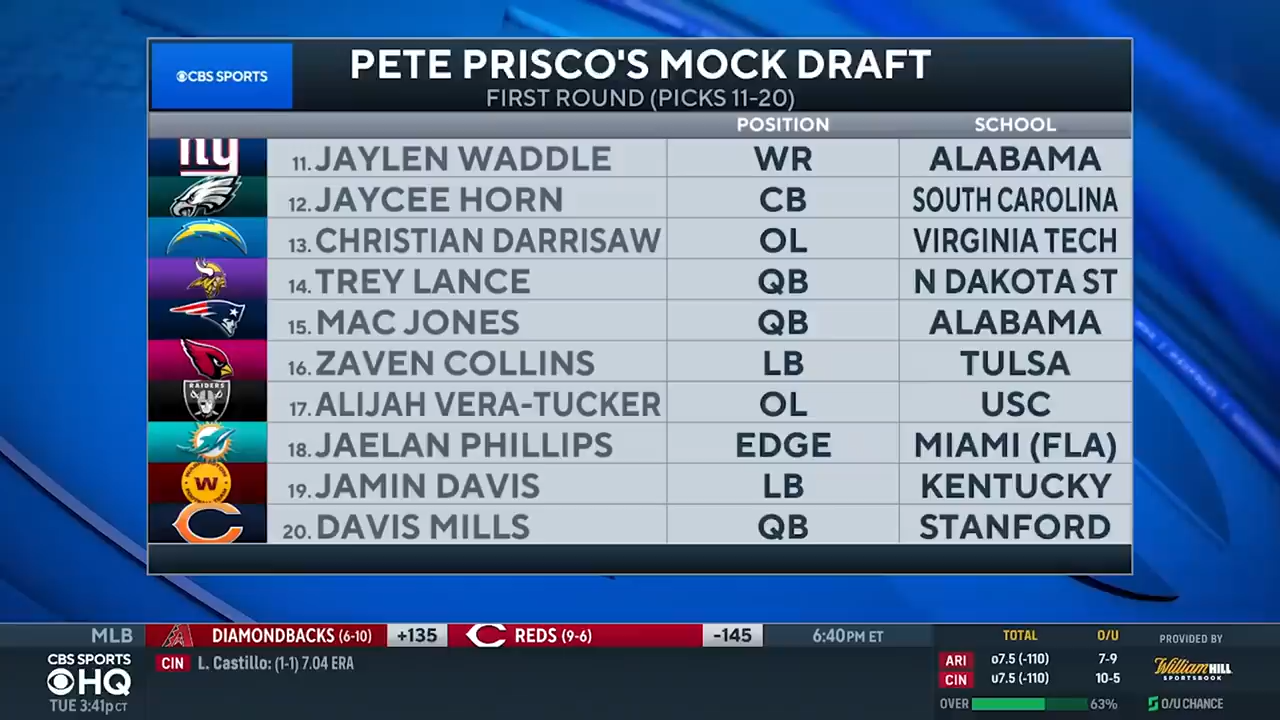 CBS SPORTS
PETE PRISCO'S MOCK DRAFT
FIRST ROUND (PICKS 11-20)
POSITION SCHOOL
ny 11. JAYLEN WADDLE WR ALABAMA
12. JAYCEE HORN CB SOUTH CAROLINA
13. CHRISTIAN DARRISAW OL VIRGINIA TECH
14. TREY LANCE QB N DAKOTA ST
15. MAC JONES QB ALABAMA
16. ZAVEN COLLINS LB TULSA
RAIDERS 17. ALIJAH VERA-TUCKER OL USC
18. JAELAN PHILLIPS EDGE MIAMI (FLA)
W 19. JAMIN DAVIS LB KENTUCKY
C 20. DAVIS MILLS QB STANFORD
MLB A DIAMONDBACKS (6-10) +135 C REDS (9-6) -145 6:40PM ET TOTAL O/U PROVIDED BY
CBS SPORTS HQ CIN L. Castillo: (1-1) 7.04 ERA ARI o7.5 (-110) 7-9 William HILL SPORTSBOOK
CIN u7.5 (-110) 10-5
TUE 3:41p CT OVER 63% O/U CHANCE